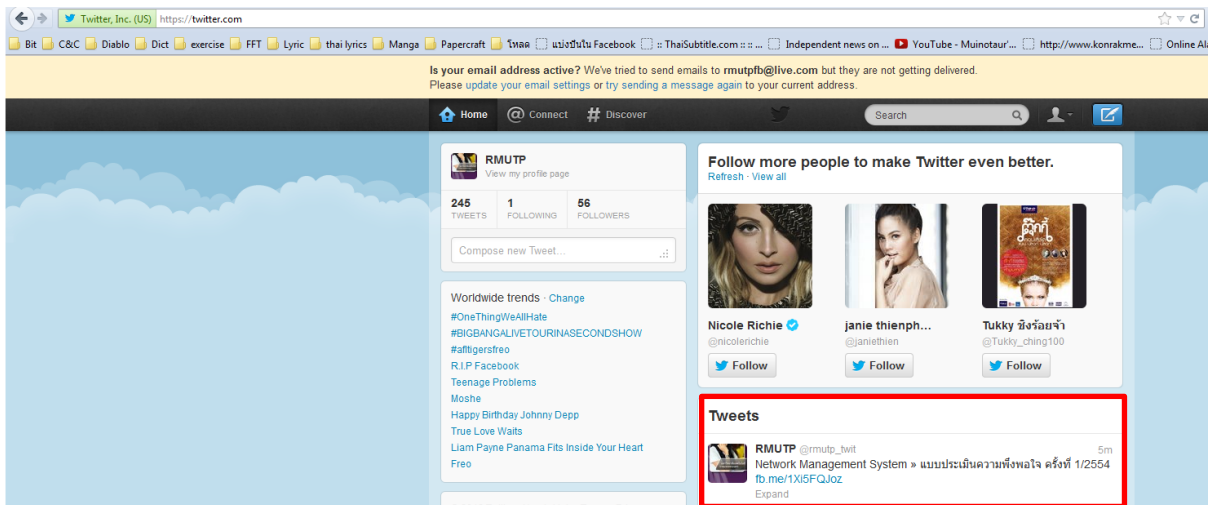 Twitter, Inc. (US) https://twitter.com
Bit C&C Diablo Dict exercise FFT Lyric thai lyrics Manga Papercraft โหลด แบ่งปันใน Facebook :: ThaiSubtitle.com :: :: ... Independent news on ... YouTube - Muinotaur'... http://www.konrakme... Online Ala
Is your email address active? We've tried to send emails to rmutpfb@live.com but they are not getting delivered.
Please update your email settings or try sending a message again to your current address.
Home Connect Discover Search
RMUTP
View my profile page
245 1 56
TWEETS FOLLOWING FOLLOWERS
Compose new Tweet...
Worldwide trends · Change
#OneThingWeAllHate
#BIGBANGALIVETOURINASECONDSHOW
#afltigersfreo
R.I.P Facebook
Teenage Problems
Moshe
Happy Birthday Johnny Depp
True Love Waits
Liam Payne Panama Fits Inside Your Heart
Freo
Follow more people to make Twitter even better.
Refresh · View all
ตุ๊กกี้
Nicole Richie
@nicolerichie
Follow
janie thienph...
@janiethien
Follow
Tukky ชิงร้อยจ้า
@Tukky_ching100
Follow
Tweets
RMUTP @rmutp_twit 5m
Network Management System » แบบประเมินความพึงพอใจ ครั้งที่ 1/2554
fb.me/1Xi5FQJoz
Expand